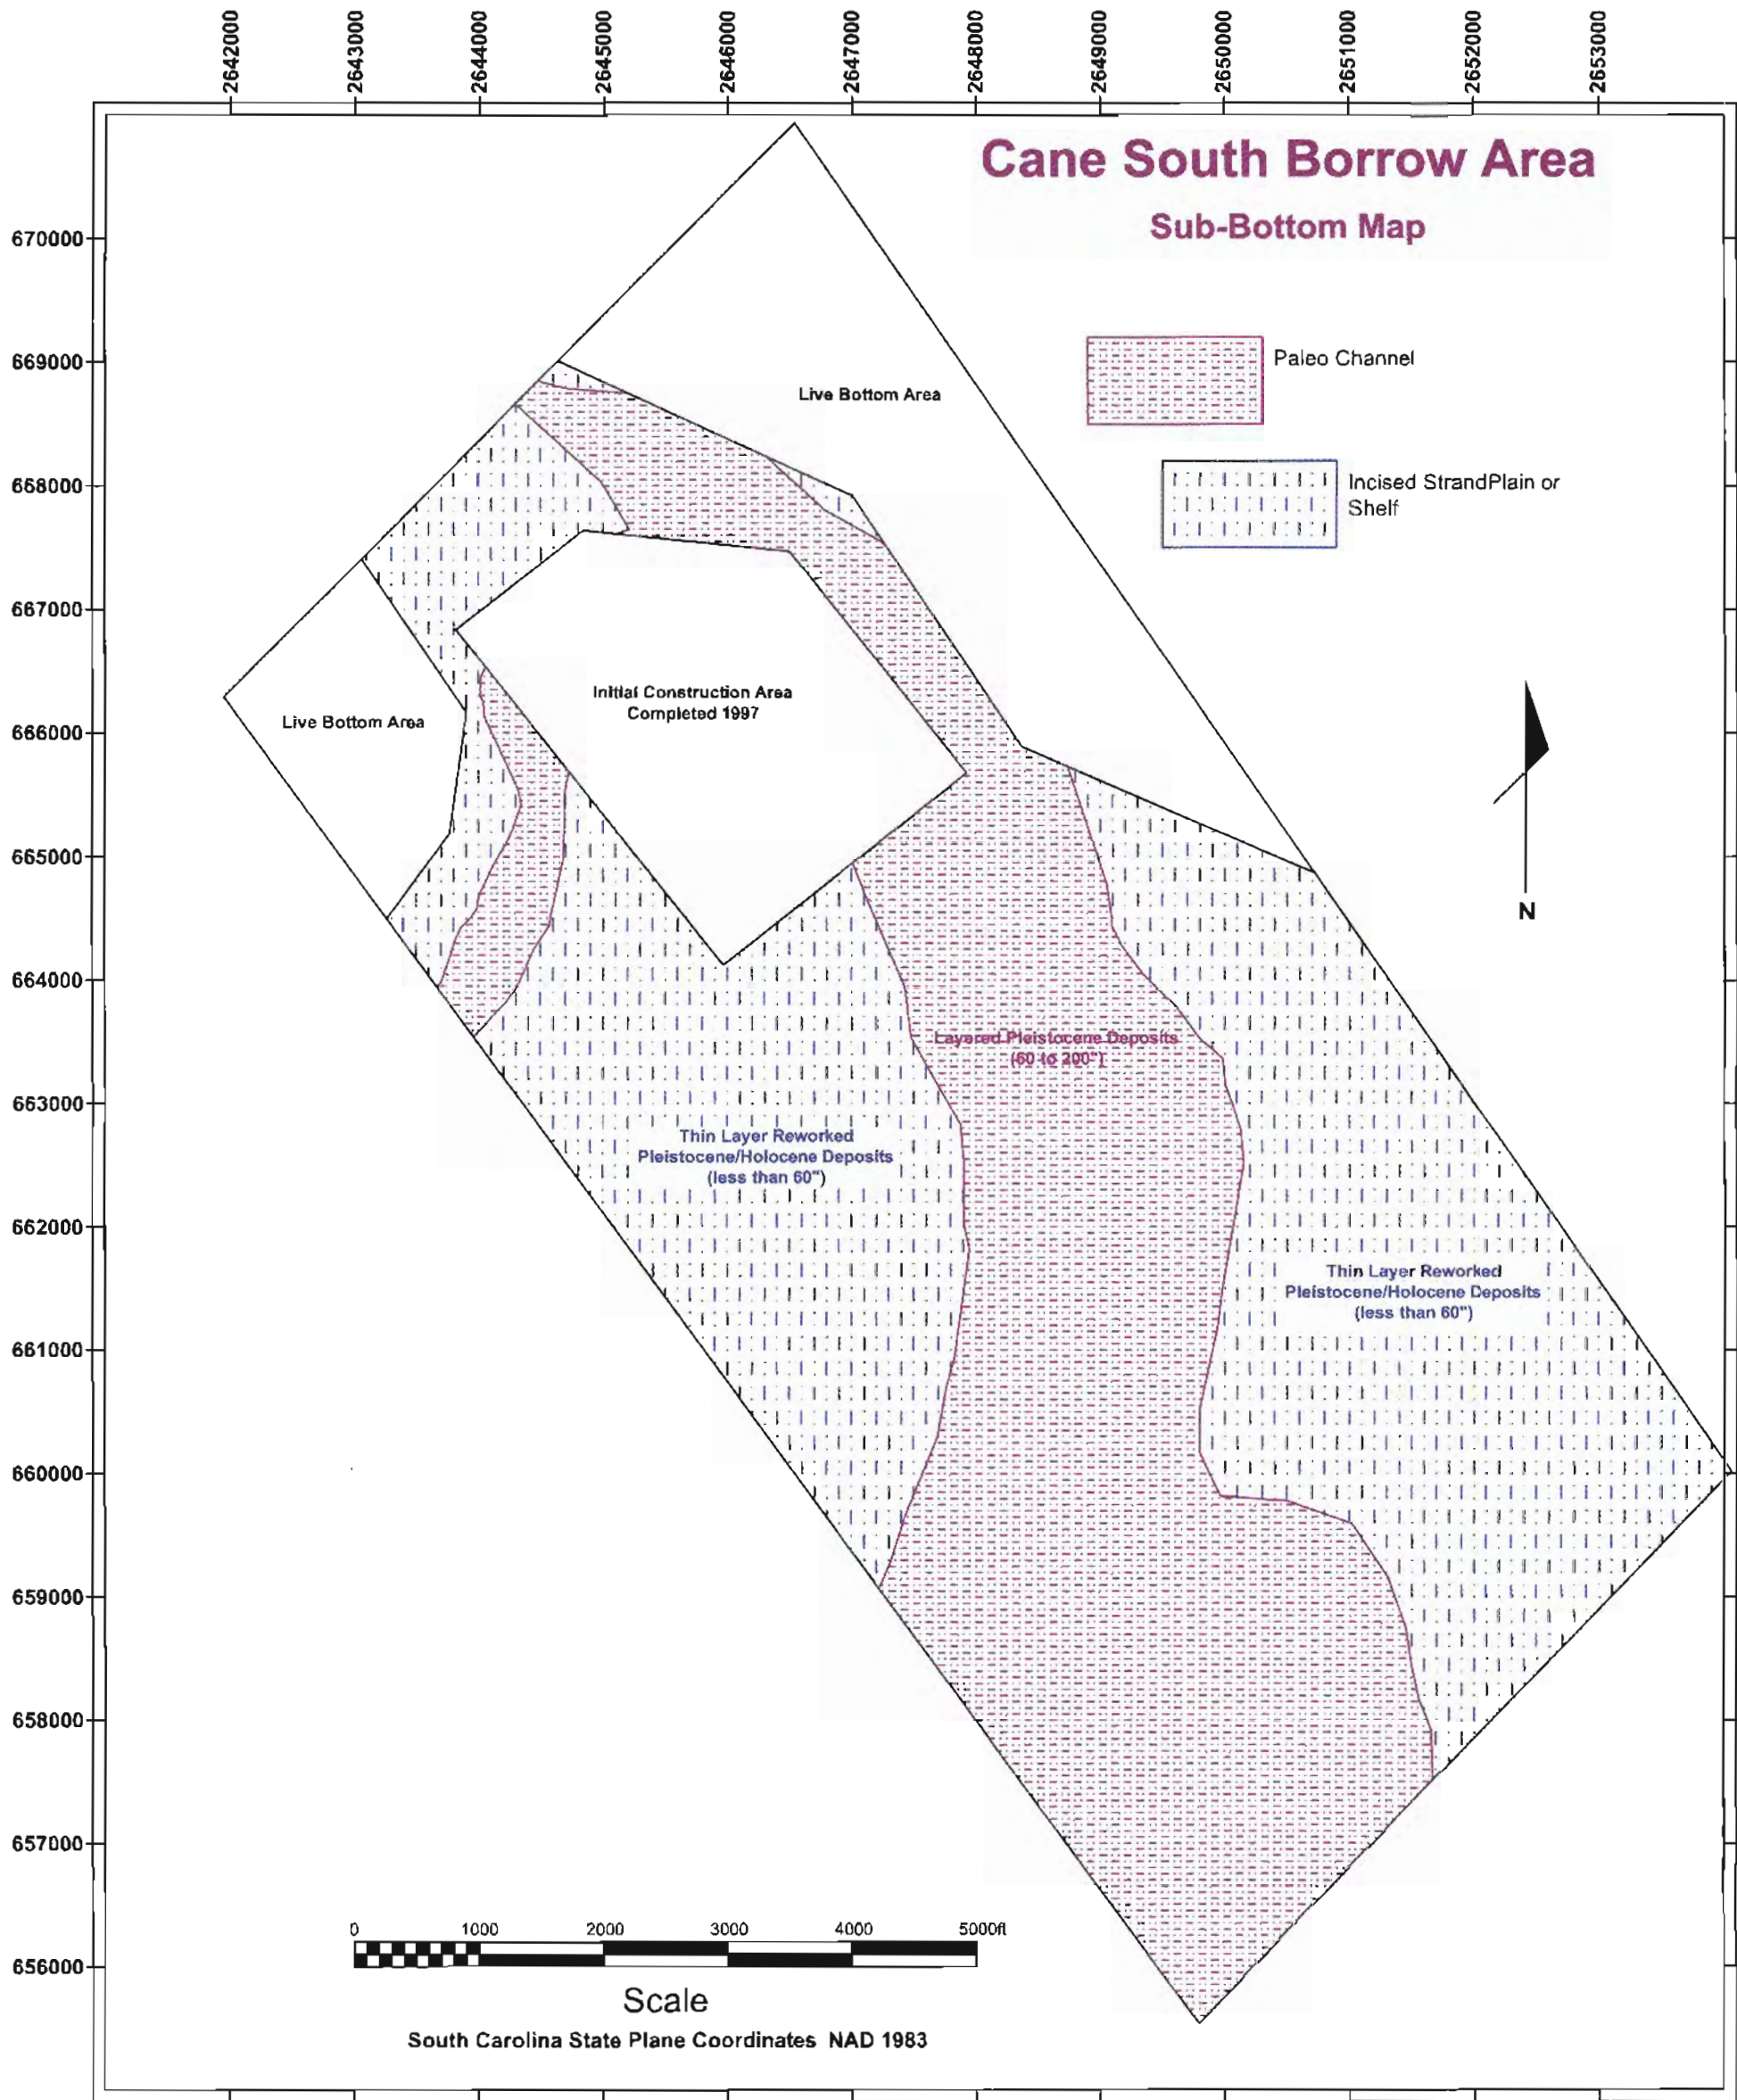 2642000
2643000
2644000
2645000
2646000
2647000
2648000
2649000
2650000
2651000
2652000
2653000
Cane South Borrow Area
Sub-Bottom Map
670000
669000
668000
667000
666000
665000
664000
663000
662000
661000
660000
659000
658000
657000
656000
Paleo Channel
Incised StrandPlain or
Shelf
Live Bottom Area
Initial Construction Area
Completed 1997
Live Bottom Area
N
Layered Pleistocene Deposits
(60 to 200")
Thin Layer Reworked
Pleistocene/Holocene Deposits
(less than 60")
Thin Layer Reworked
Pleistocene/Holocene Deposits
(less than 60")
0 1000 2000 3000 4000 5000ft
Scale
South Carolina State Plane Coordinates NAD 1983